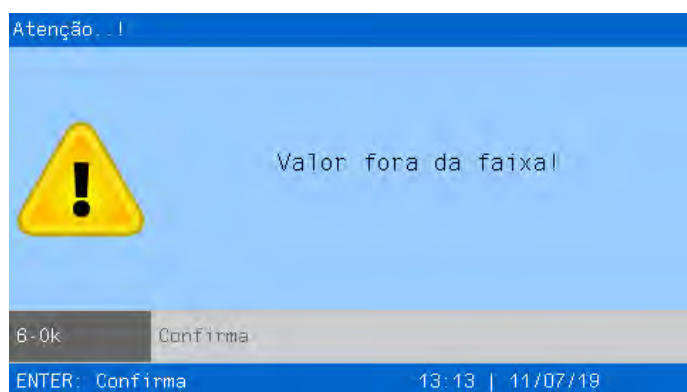 Atenção..!
Valor fora da faixa!
6-Ok Confirma
ENTER: Confirma 13:13 | 11/07/19